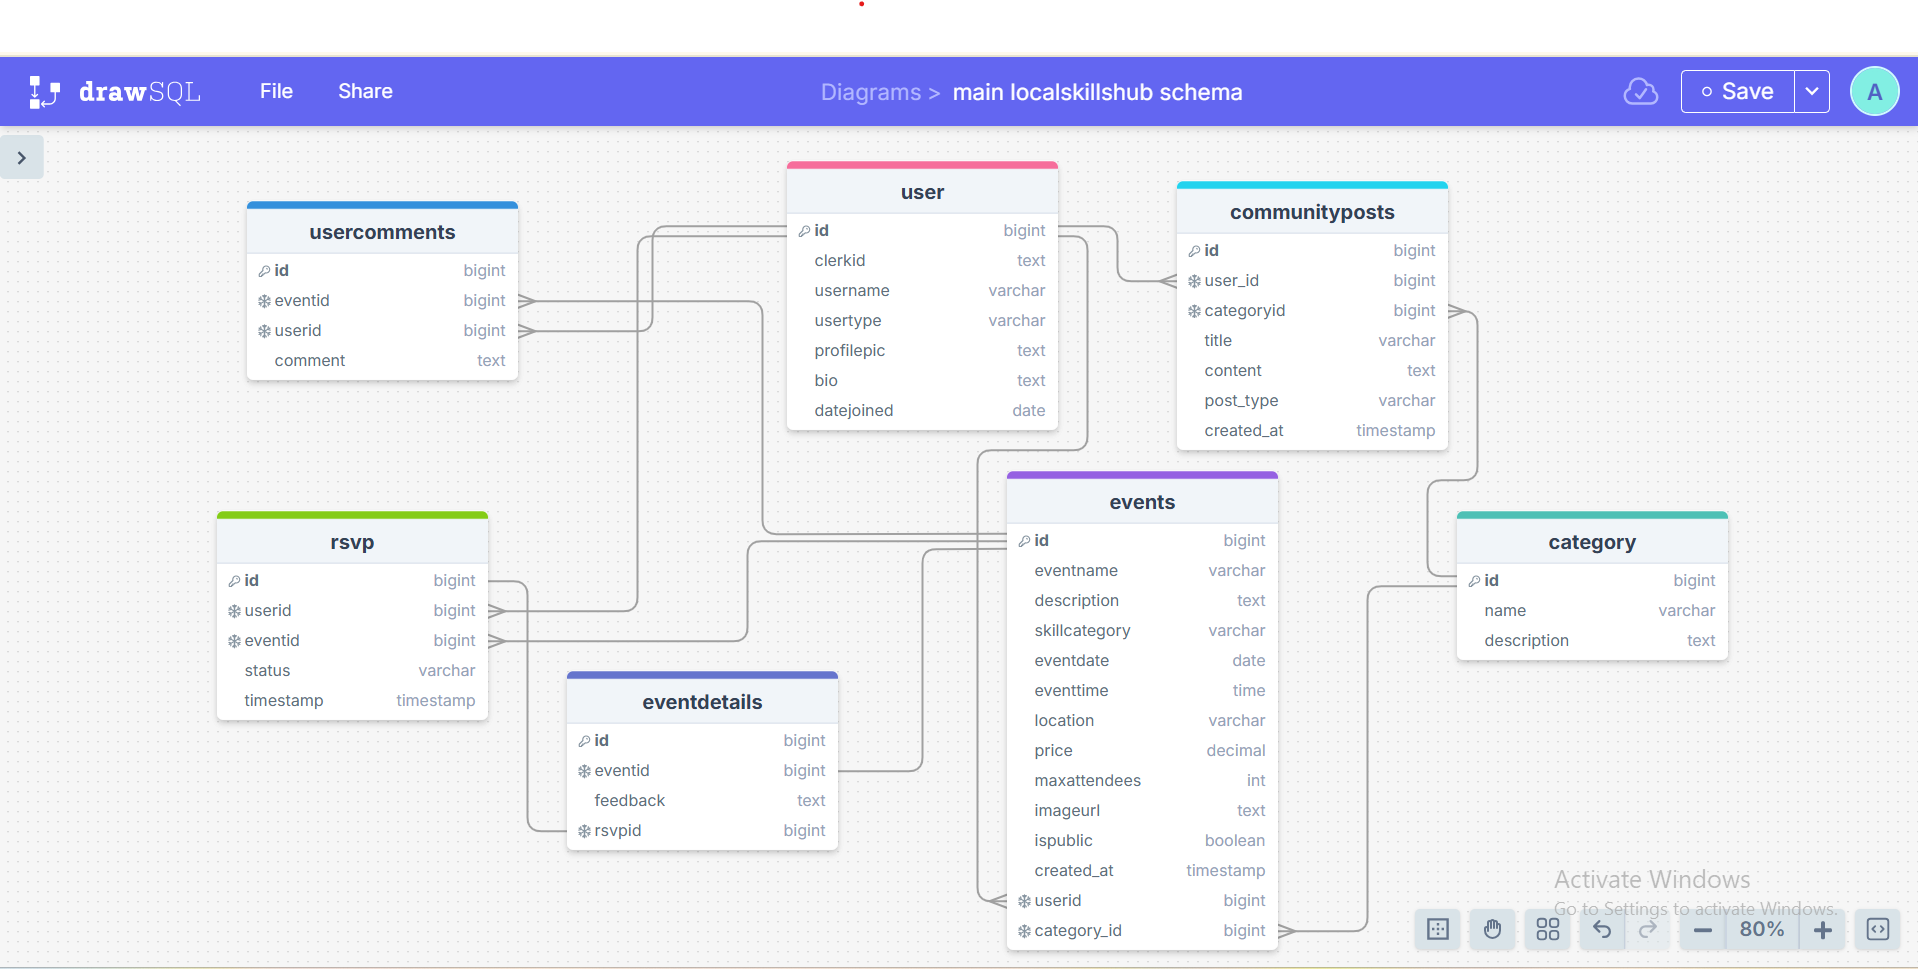 drawSQL File Share Diagrams > main localskillshub schema Save A
usercomments
id bigint
eventid bigint
userid bigint
comment text
user
id bigint
clerkid text
username varchar
usertype varchar
profilepic text
bio text
datejoined date
communityposts
id bigint
user_id bigint
categoryid bigint
title varchar
content text
post_type varchar
created_at timestamp
rsvp
id bigint
userid bigint
eventid bigint
status varchar
timestamp timestamp
eventdetails
id bigint
eventid bigint
feedback text
rsvpid bigint
events
id bigint
eventname varchar
description text
skillcategory varchar
eventdate date
eventtime time
location varchar
price decimal
maxattendees int
imageurl text
ispublic boolean
created_at timestamp
userid bigint
category_id bigint
category
id bigint
name varchar
description text
Activate Windows
Go to Settings to activate Windows.
80%